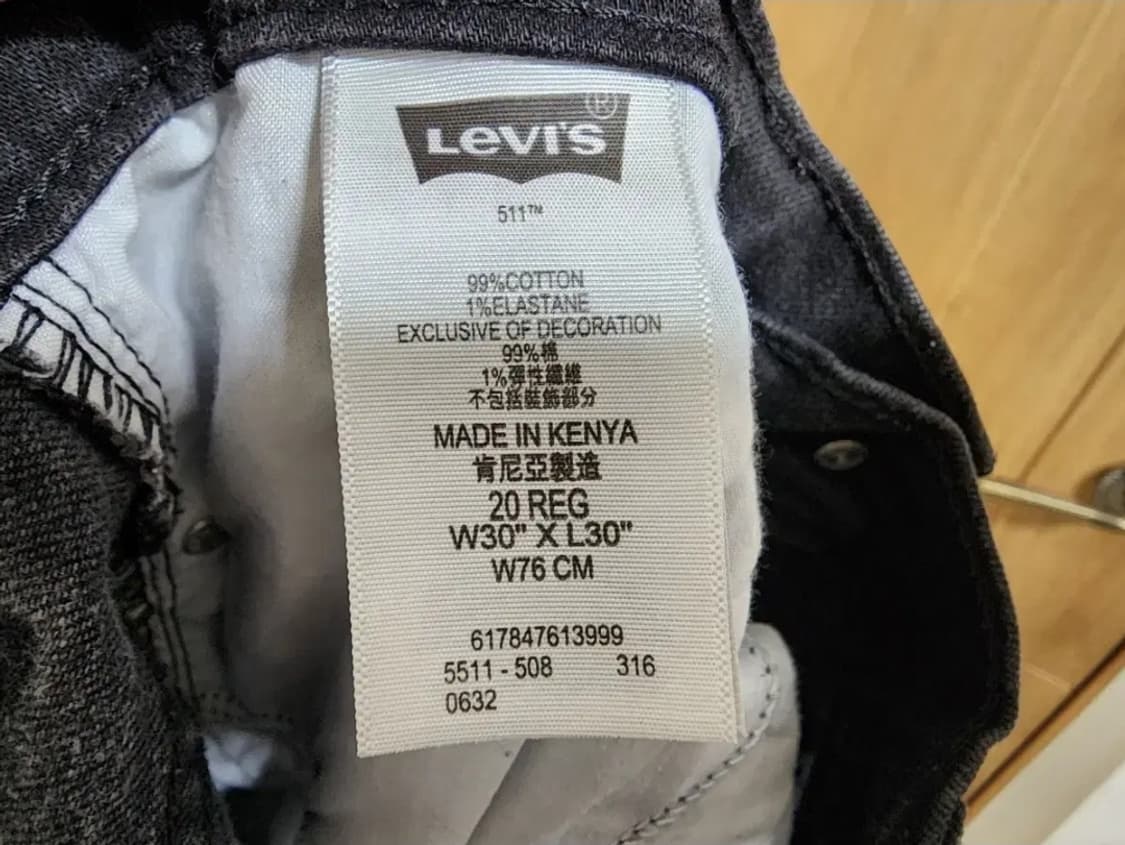 LEVI'S®
511™
99%COTTON
1%ELASTANE
EXCLUSIVE OF DECORATION
99%棉
1%彈性纖維
不包括裝飾部分
MADE IN KENYA
肯尼亞製造
20 REG
W30" X L30"
W76 CM
617847613999
5511 - 508 316
0632